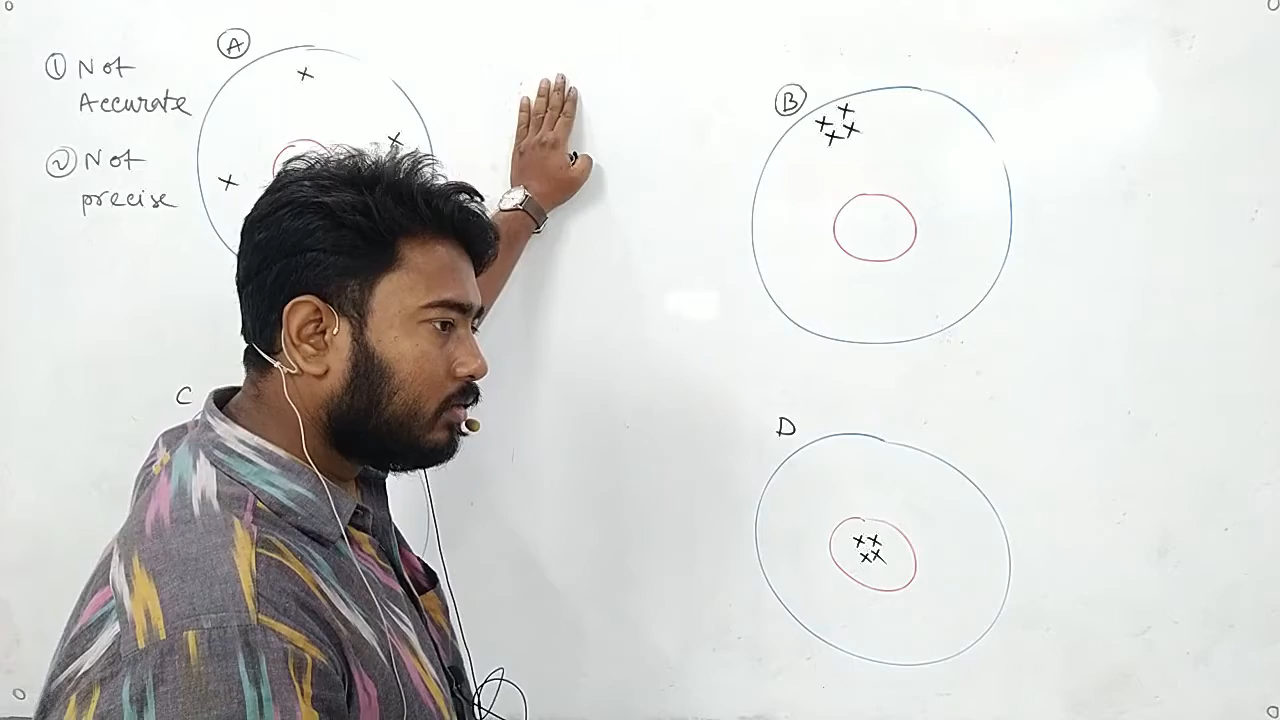 A
① Not
Accurate
② Not
precise
B
C
D